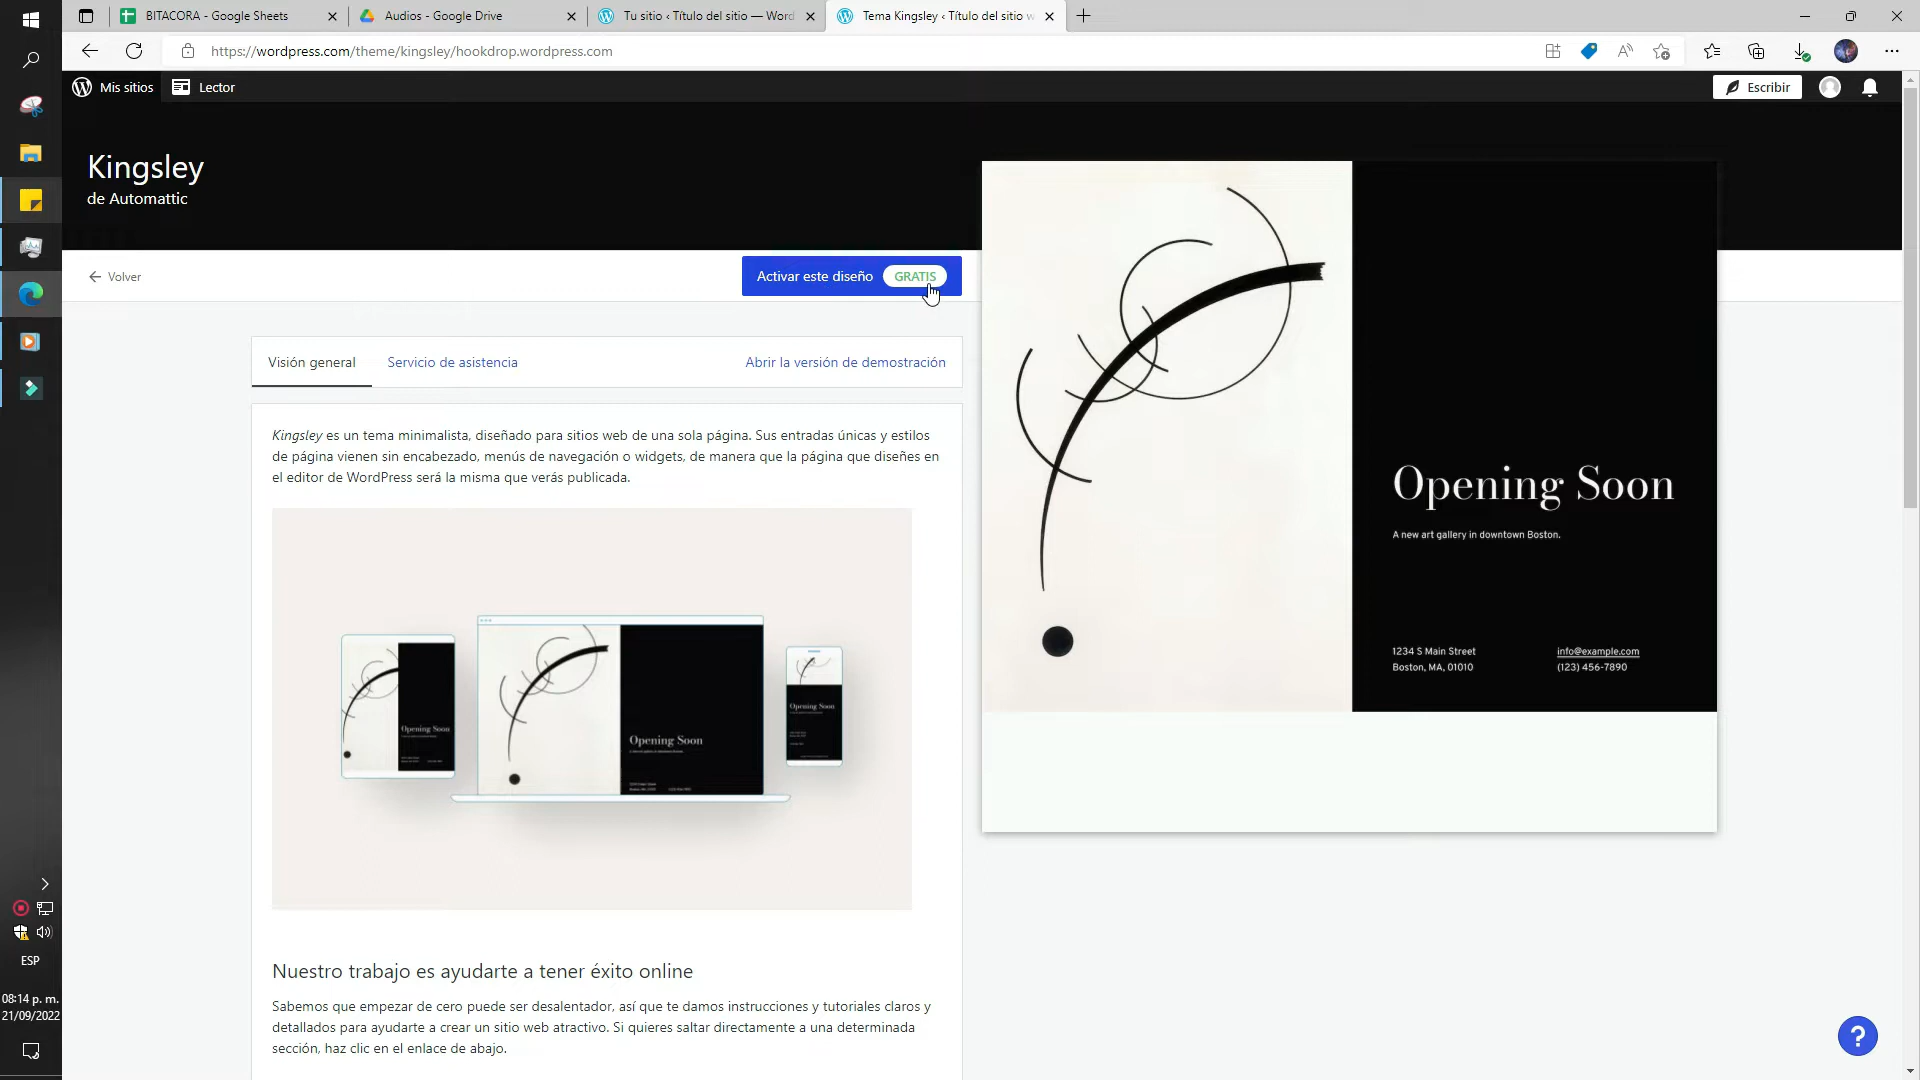 BITACORA - Google Sheets
Audios - Google Drive
Tu sitio ‹ Título del sitio — Word
Tema Kingsley ‹ Título del sitio w
https://wordpress.com/theme/kingsley/hookdrop.wordpress.com
Mis sitios
Lector
Escribir
Kingsley
de Automattic
Volver
Activar este diseño GRATIS
Visión general
Servicio de asistencia
Abrir la versión de demostración
Kingsley es un tema minimalista, diseñado para sitios web de una sola página. Sus entradas únicas y estilos
de página vienen sin encabezado, menús de navegación o widgets, de manera que la página que diseñes en
el editor de WordPress será la misma que verás publicada.
Opening Soon
A new art gallery in downtown Boston.
1234 S Main Street
Boston, MA, 01010
info@example.com
(123) 456-7890
Opening Soon
Opening Soon
Opening Soon
Nuestro trabajo es ayudarte a tener éxito online
Sabemos que empezar de cero puede ser desalentador, así que te damos instrucciones y tutoriales claros y
detallados para ayudarte a crear un sitio web atractivo. Si quieres saltar directamente a una determinada
sección, haz clic en el enlace de abajo.
ESP
08:14 p. m.
21/09/2022
?